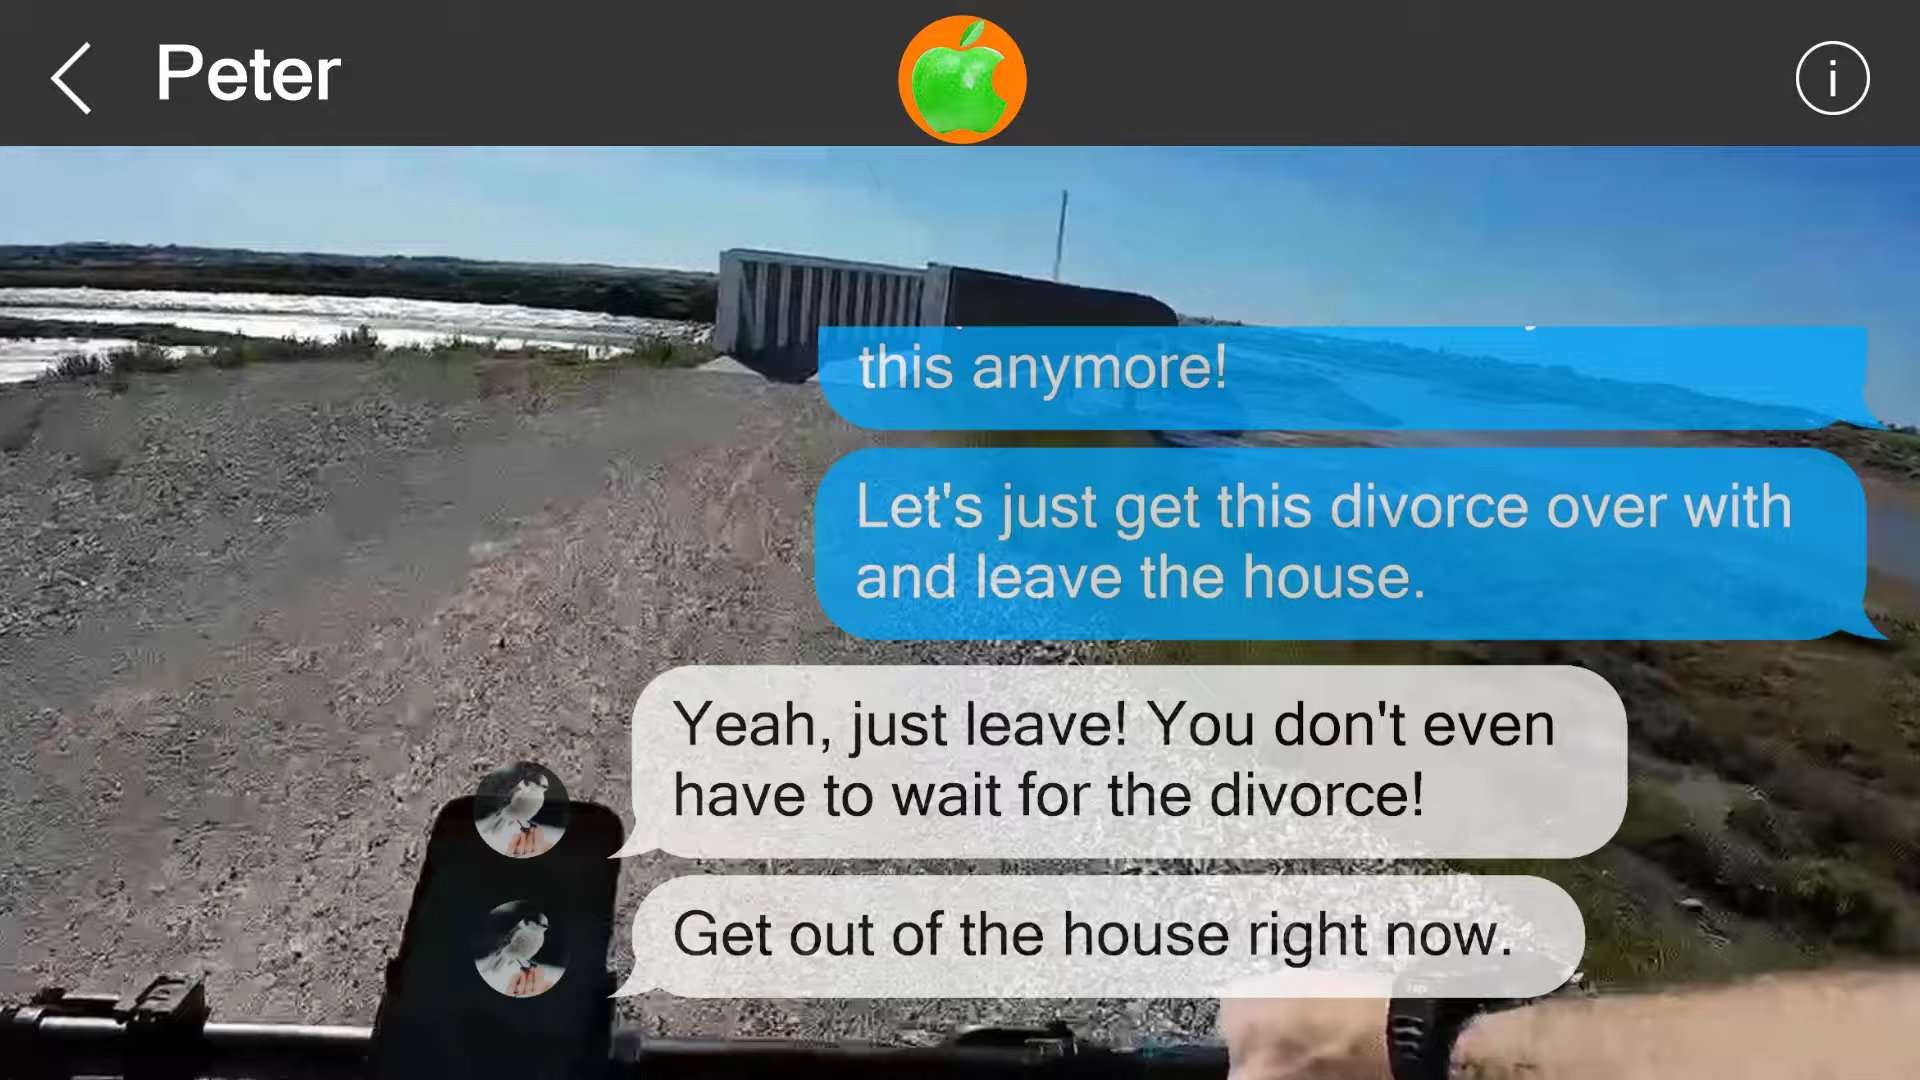 Peter
this anymore!
Let's just get this divorce over with
and leave the house.
Yeah, just leave! You don't even
have to wait for the divorce!
Get out of the house right now.